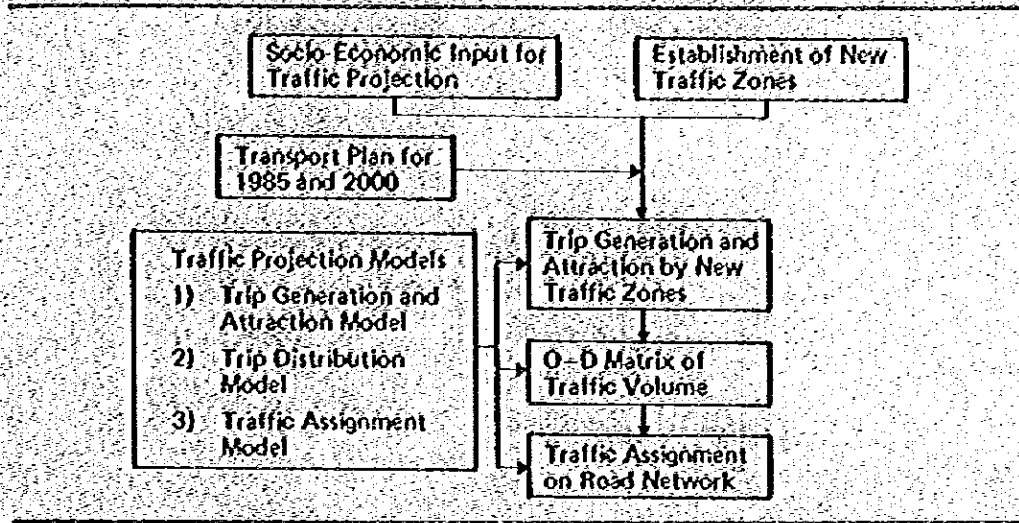 Socio-Economic Input for
Traffic Projection
Establishment of New
Traffic Zones
Transport Plan for
1985 and 2000
Traffic Projection Models
1) Trip Generation and
Attraction Model
2) Trip Distribution
Model
3) Traffic Assignment
Model
Trip Generation and
Attraction by New
Traffic Zones
O-D Matrix of
Traffic Volume
Traffic Assignment
on Road Network